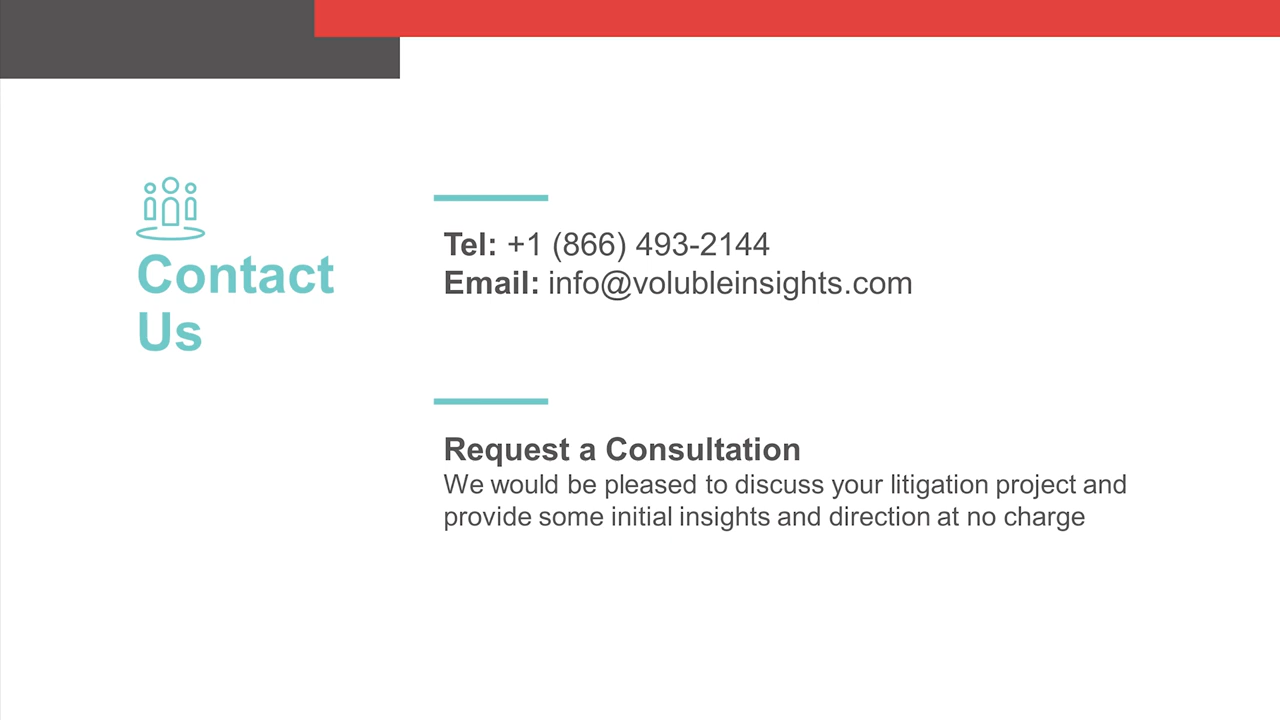 Contact
Us
Tel: +1 (866) 493-2144
Email: info@volubleinsights.com
Request a Consultation
We would be pleased to discuss your litigation project and
provide some initial insights and direction at no charge